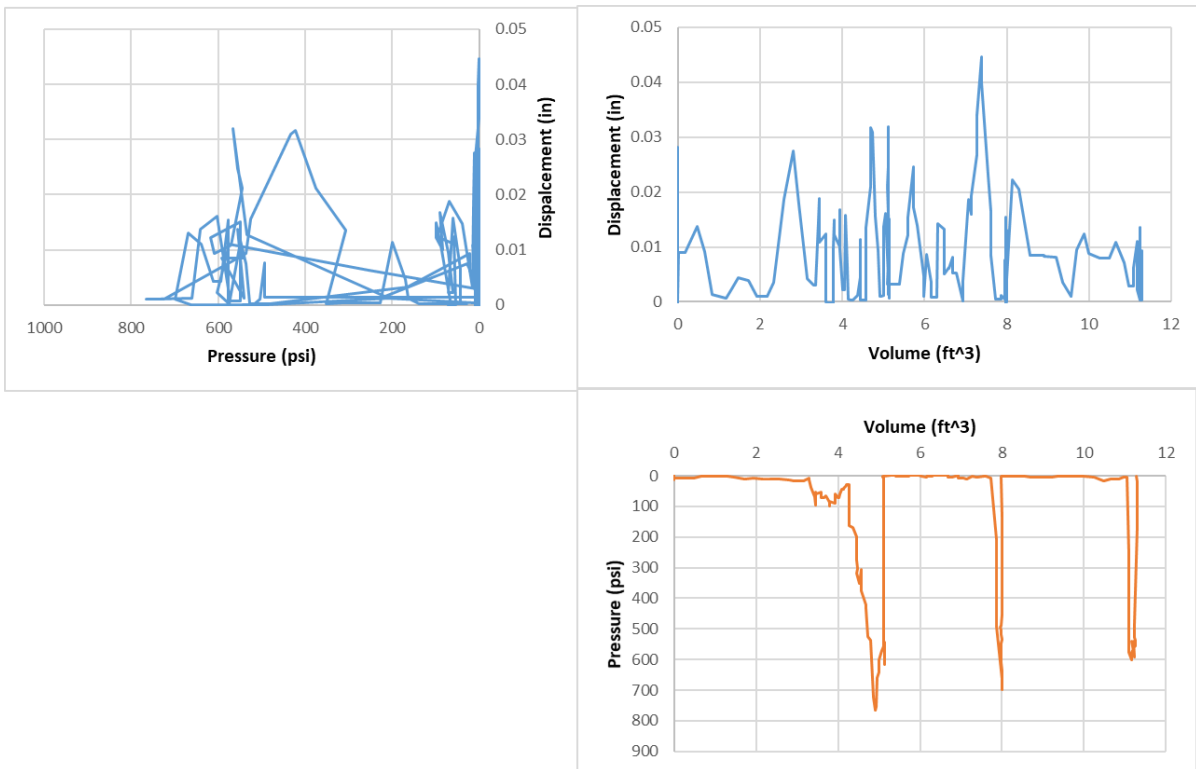 0.05
0.04
0.03
0.02
0.01
0
Dispalcement (in)
1000 800 600 400 200 0
Pressure (psi)
0.05
0.04
0.03
0.02
0.01
0
Displacement (in)
0 2 4 6 8 10 12
Volume (ft^3)
Volume (ft^3)
0 2 4 6 8 10 12
0
100
200
300
400
500
600
700
800
900
Pressure (psi)